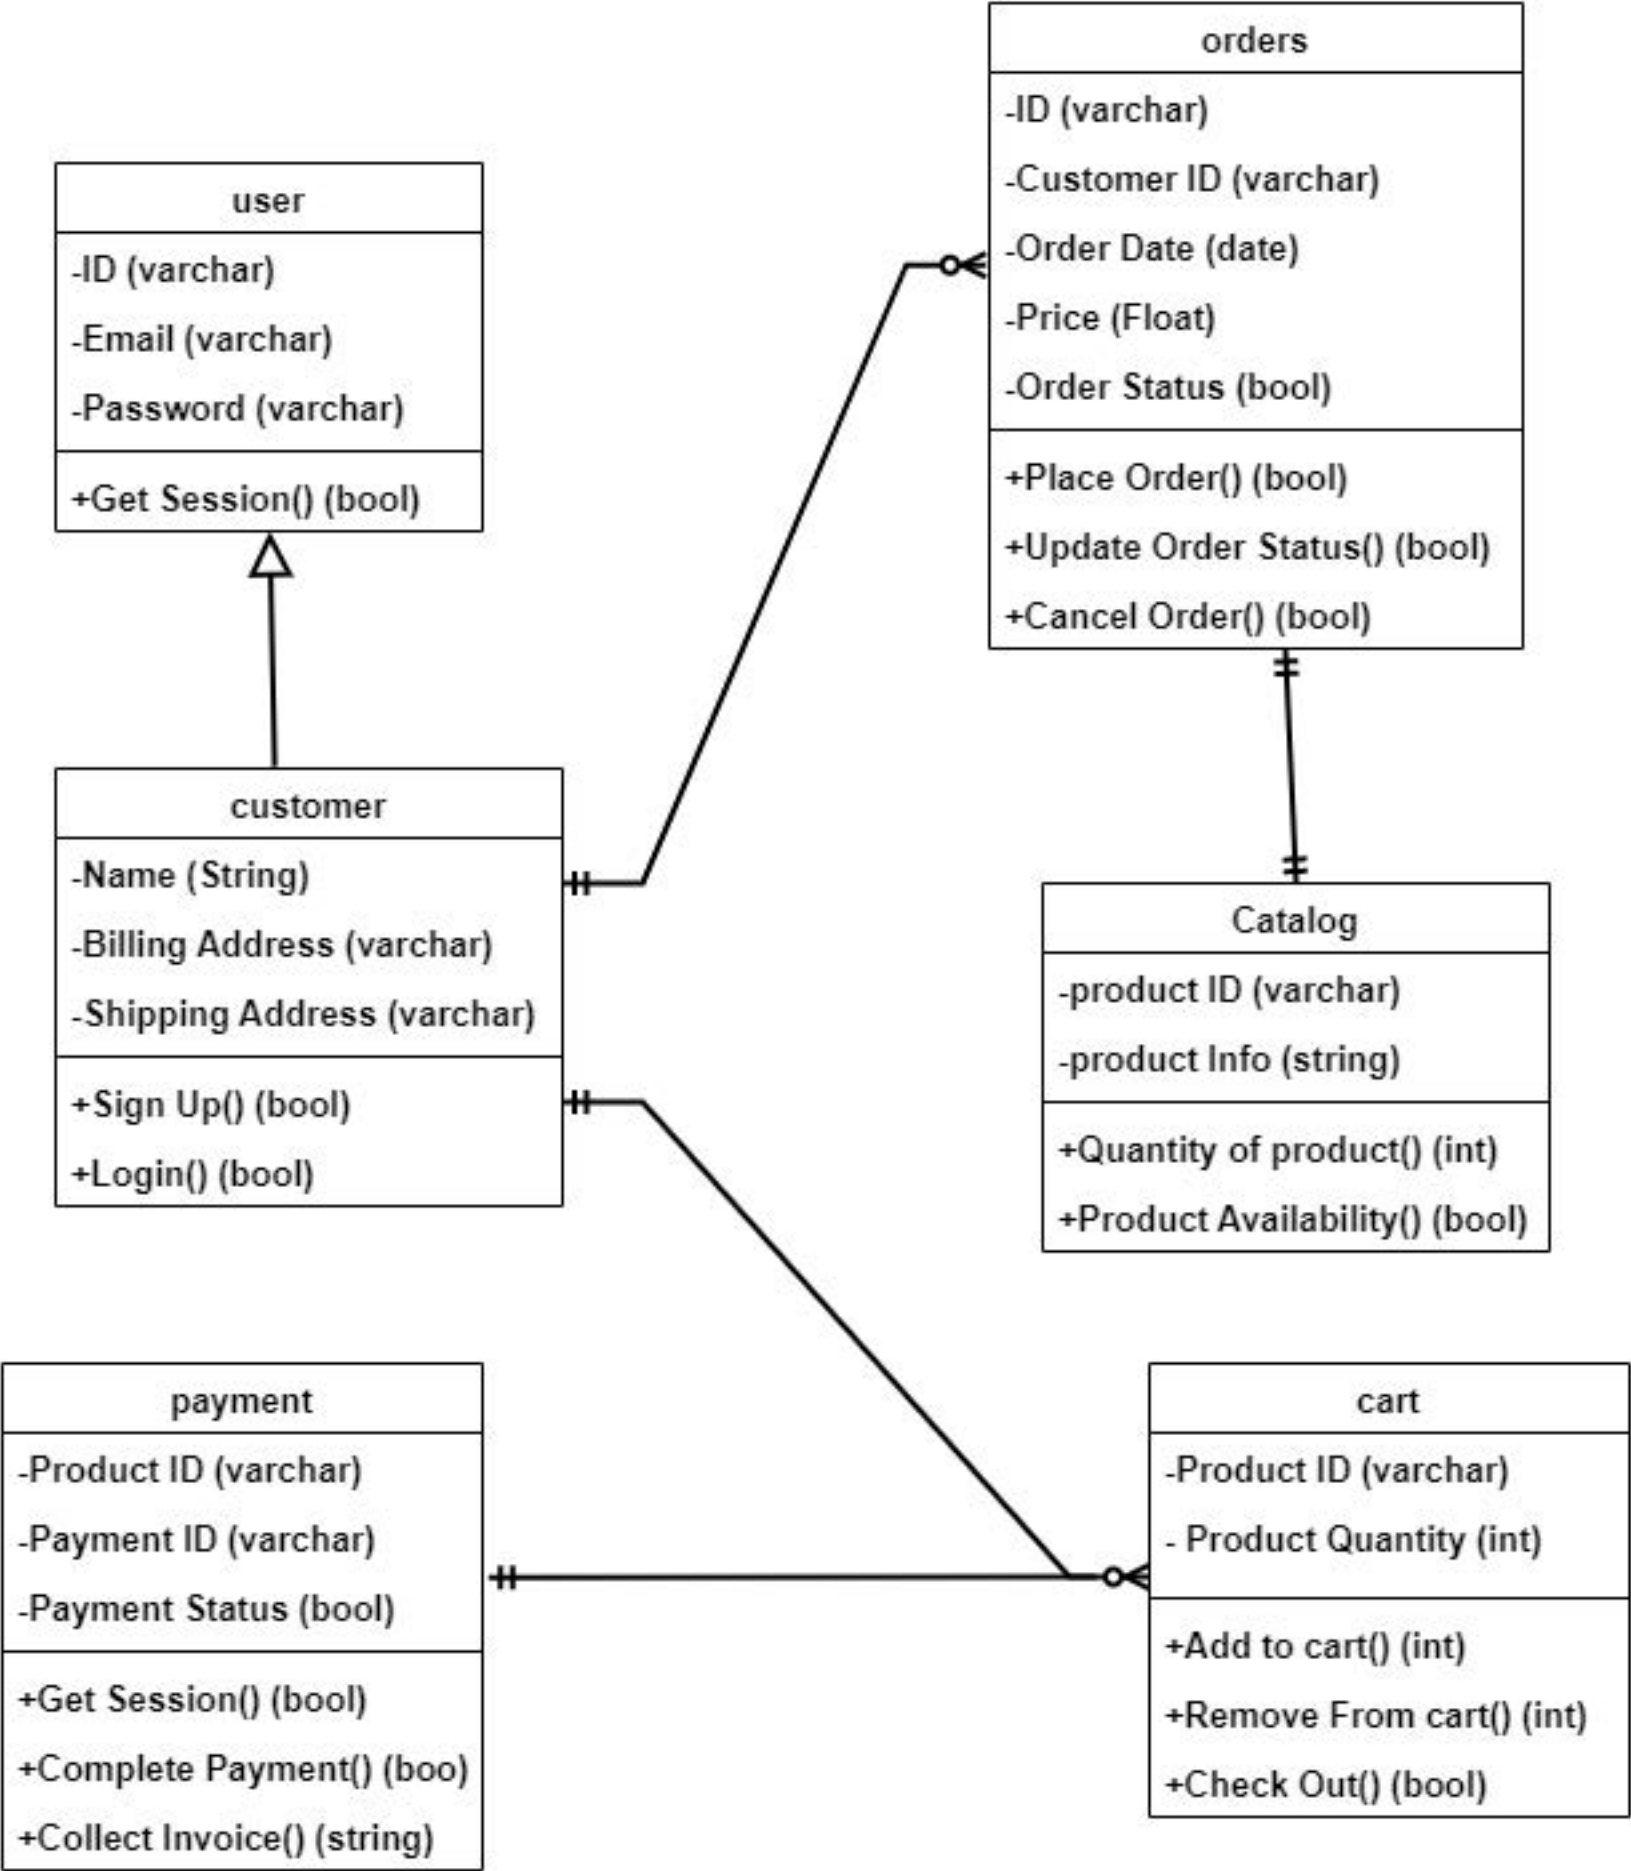 orders
-ID (varchar)
-Customer ID (varchar)
-Order Date (date)
-Price (Float)
-Order Status (bool)
+Place Order() (bool)
+Update Order Status() (bool)
+Cancel Order() (bool)
user
-ID (varchar)
-Email (varchar)
-Password (varchar)
+Get Session() (bool)
customer
-Name (String)
-Billing Address (varchar)
-Shipping Address (varchar)
+Sign Up() (bool)
+Login() (bool)
Catalog
-product ID (varchar)
-product Info (string)
+Quantity of product() (int)
+Product Availability() (bool)
payment
-Product ID (varchar)
-Payment ID (varchar)
-Payment Status (bool)
+Get Session() (bool)
+Complete Payment() (boo)
+Collect Invoice() (string)
cart
-Product ID (varchar)
- Product Quantity (int)
+Add to cart() (int)
+Remove From cart() (int)
+Check Out() (bool)